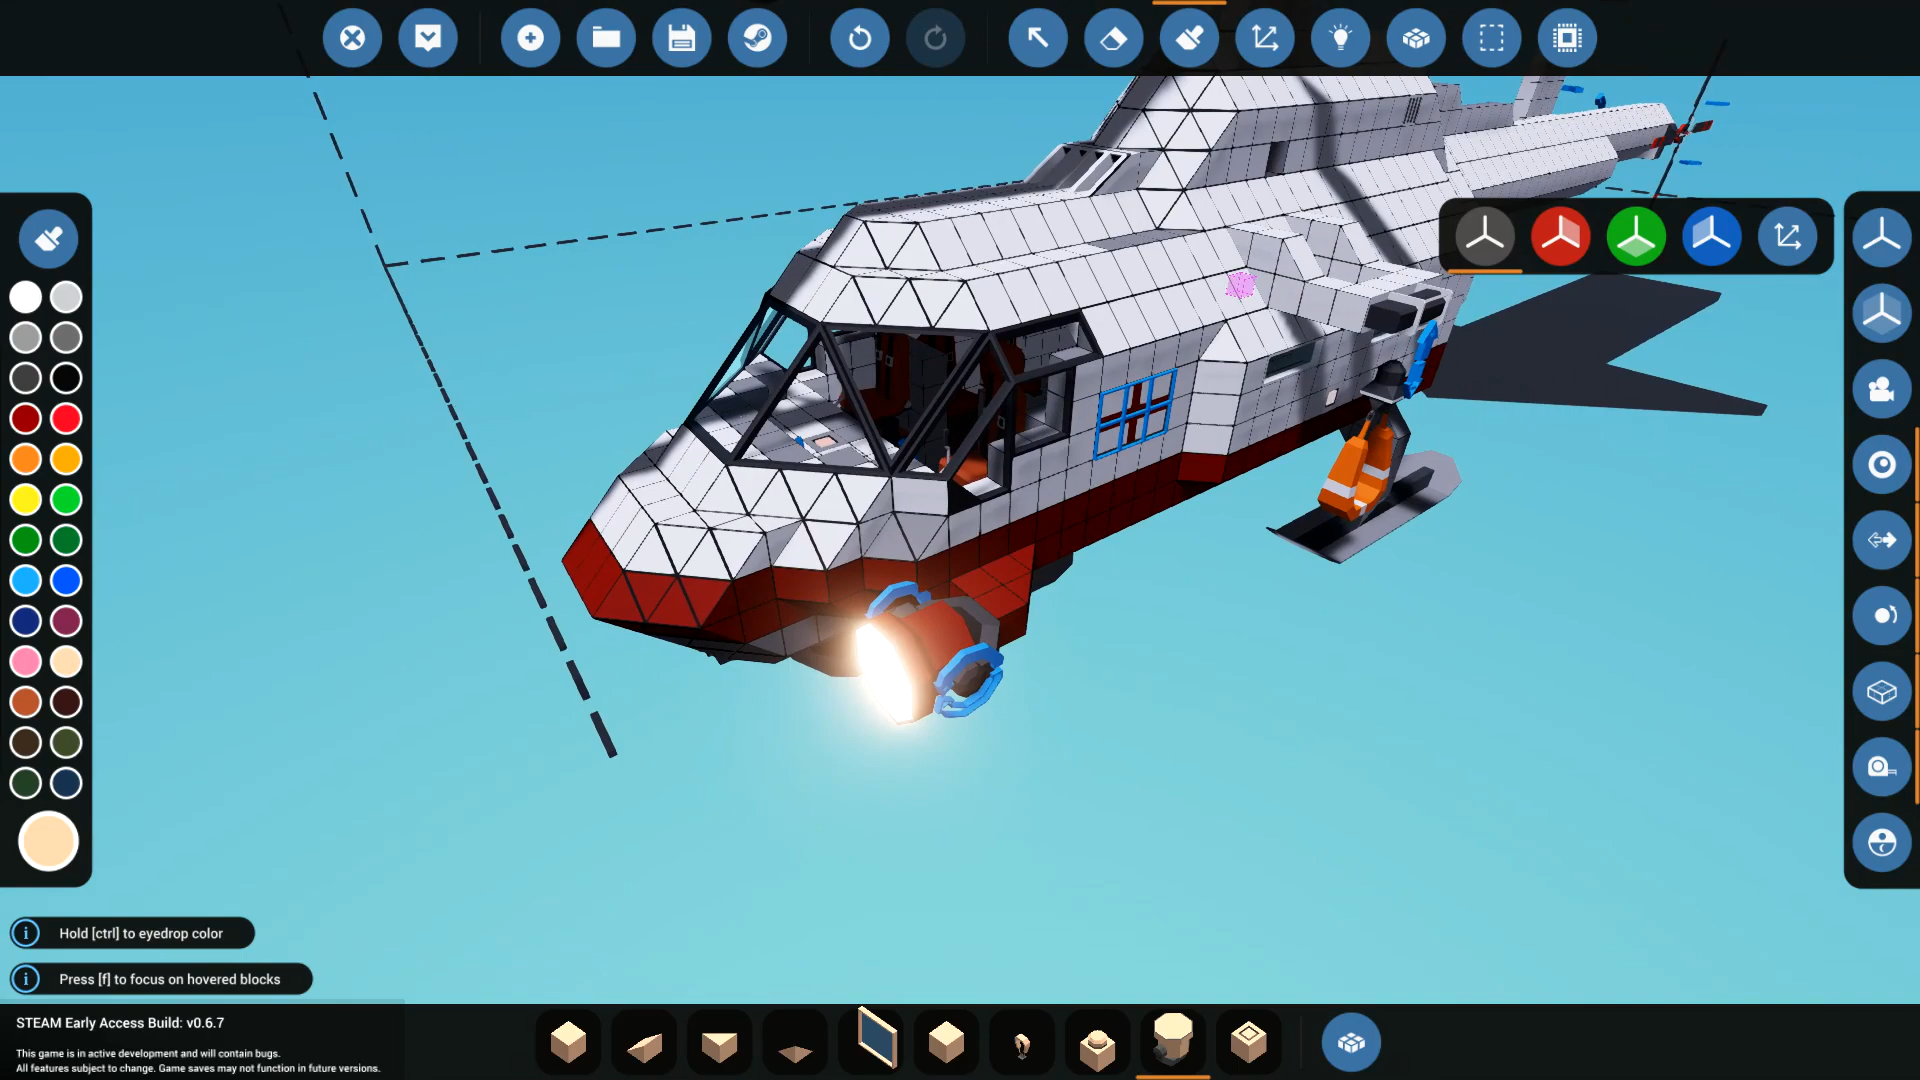 Hold [ctrl] to eyedrop color
Press [f] to focus on hovered blocks
STEAM Early Access Build: v0.6.7
This game is in active development and will contain bugs.
All features subject to change. Game saves may not function in future versions.